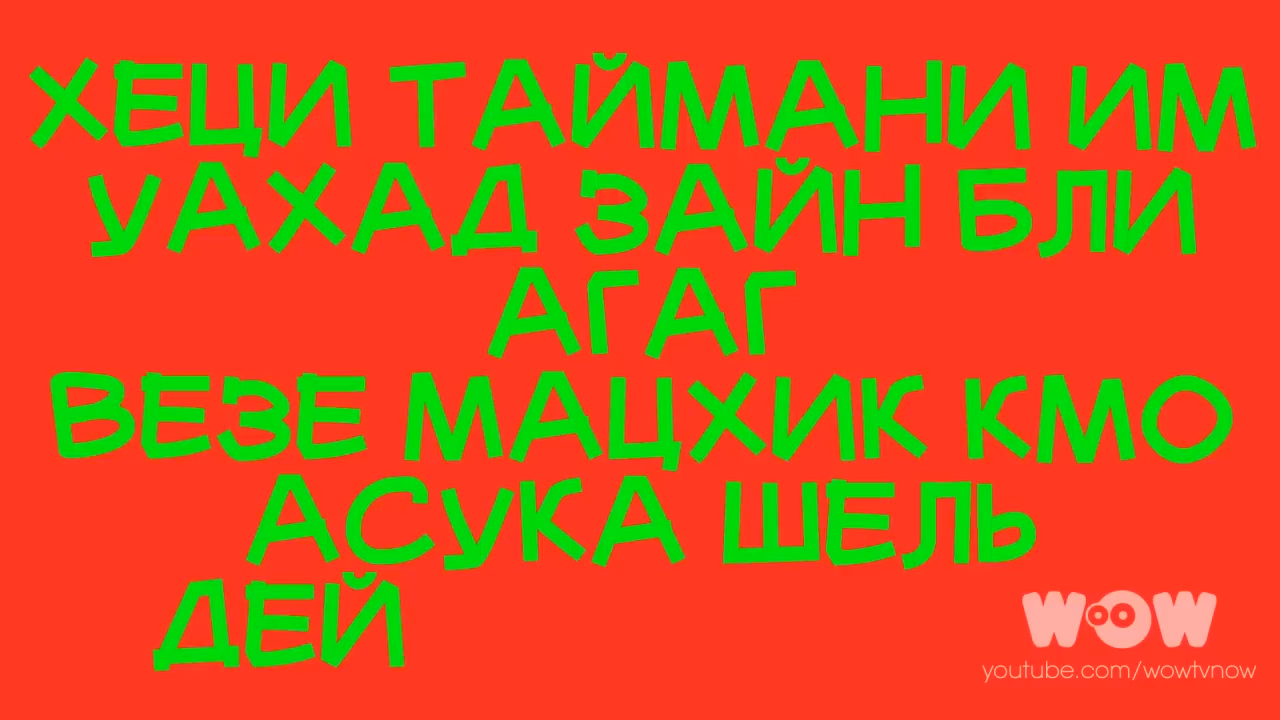 ХЕЦИ ТАЙМАНИ ИМ
УАХАД ЗАЙН БЛИ
АГАГ
ВЕЗЕ МАЦХИК КМО
АСУКА ШЕЛЬ
ДЕЙ
WOW
youtube.com/wowtvnow